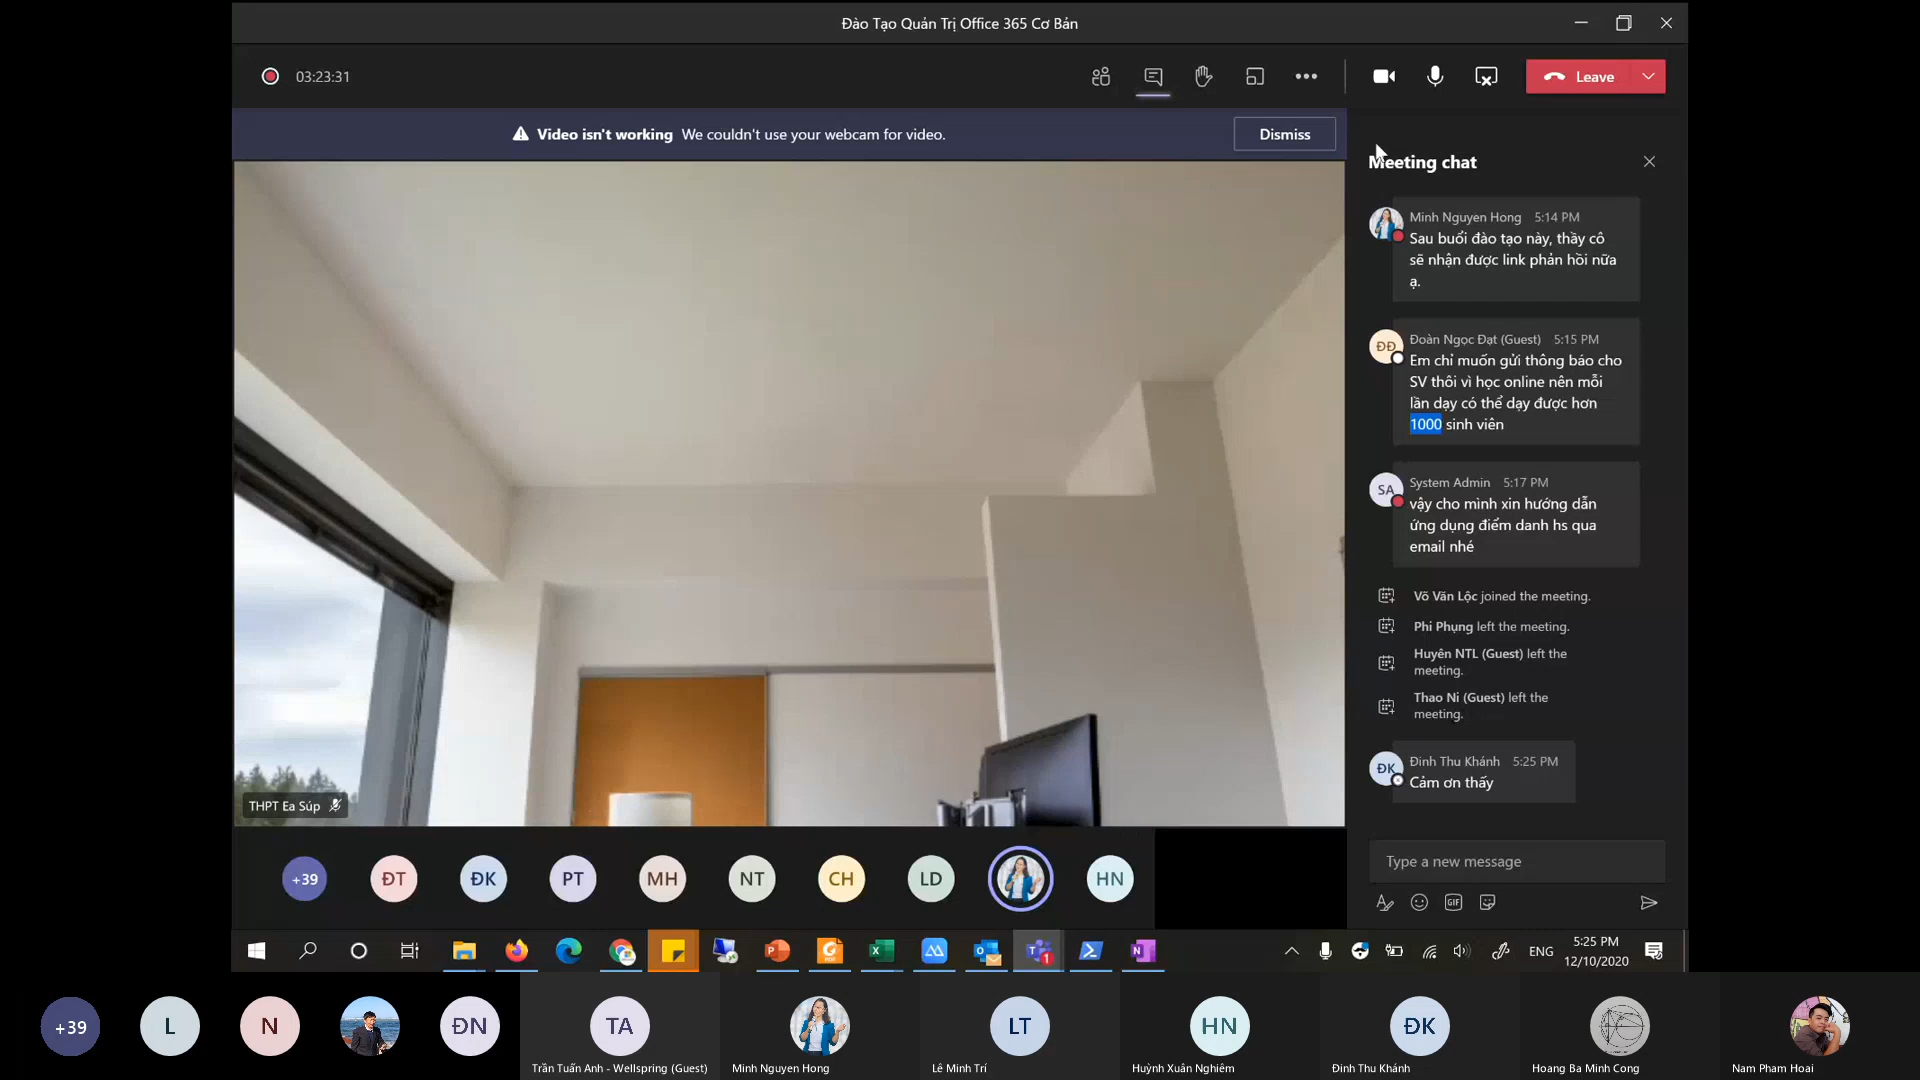 Đào Tạo Quản Trị Office 365 Cơ Bản
03:23:31
Leave
Video isn't working We couldn't use your webcam for video.
Dismiss
Meeting chat
Minh Nguyen Hong 5:14 PM
Sau buổi đào tạo này, thầy cô
sẽ nhận được link phản hồi nữa
ạ.
ĐĐ
Đoàn Ngọc Đạt (Guest) 5:15 PM
Em chỉ muốn gửi thông báo cho
SV thôi vì học online nên mỗi
lần dạy có thể dạy được hơn
1000 sinh viên
SA
System Admin 5:17 PM
vậy cho mình xin hướng dẫn
ứng dụng điểm danh hs qua
email nhé
Võ Văn Lộc joined the meeting.
Phi Phụng left the meeting.
Huyên NTL (Guest) left the
meeting.
Thao Ni (Guest) left the
meeting.
ĐK
Đinh Thu Khánh 5:25 PM
Cảm ơn thấy
THPT Ea Súp
+39 ĐT ĐK PT MH NT CH LD HN
Type a new message
GIF
ENG
5:25 PM
12/10/2020
+39 L N ĐN TA LT HN ĐK
Trần Tuấn Anh - Wellspring (Guest)
Minh Nguyen Hong
Lê Minh Trí
Huỳnh Xuân Nghiêm
Đinh Thu Khánh
Hoang Ba Minh Cong
Nam Pham Hoai